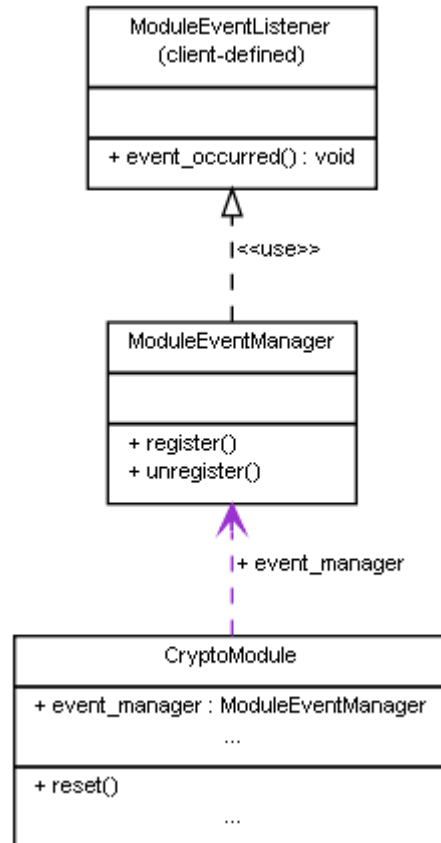 ModuleEventListener
(client-defined)
+ event_occurred() : void
<<use>>
ModuleEventManager
+ register()
+ unregister()
+ event_manager
CryptoModule
+ event_manager : ModuleEventManager
...
+ reset()
...